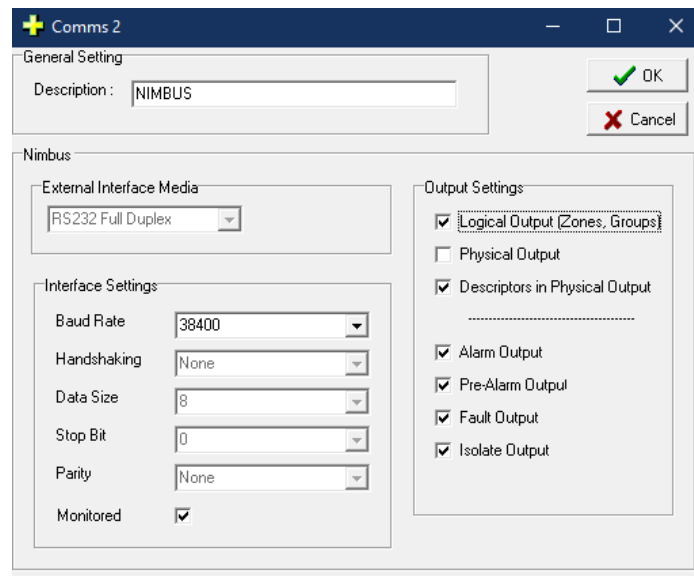 Comms 2
General Setting
Description : NIMBUS
OK
Cancel
Nimbus
External Interface Media
RS232 Full Duplex
Interface Settings
Baud Rate 38400
Handshaking None
Data Size 8
Stop Bit 0
Parity None
Monitored
Output Settings
Logical Output (Zones, Groups)
Physical Output
Descriptors in Physical Output
------------------------------------
Alarm Output
Pre-Alarm Output
Fault Output
Isolate Output